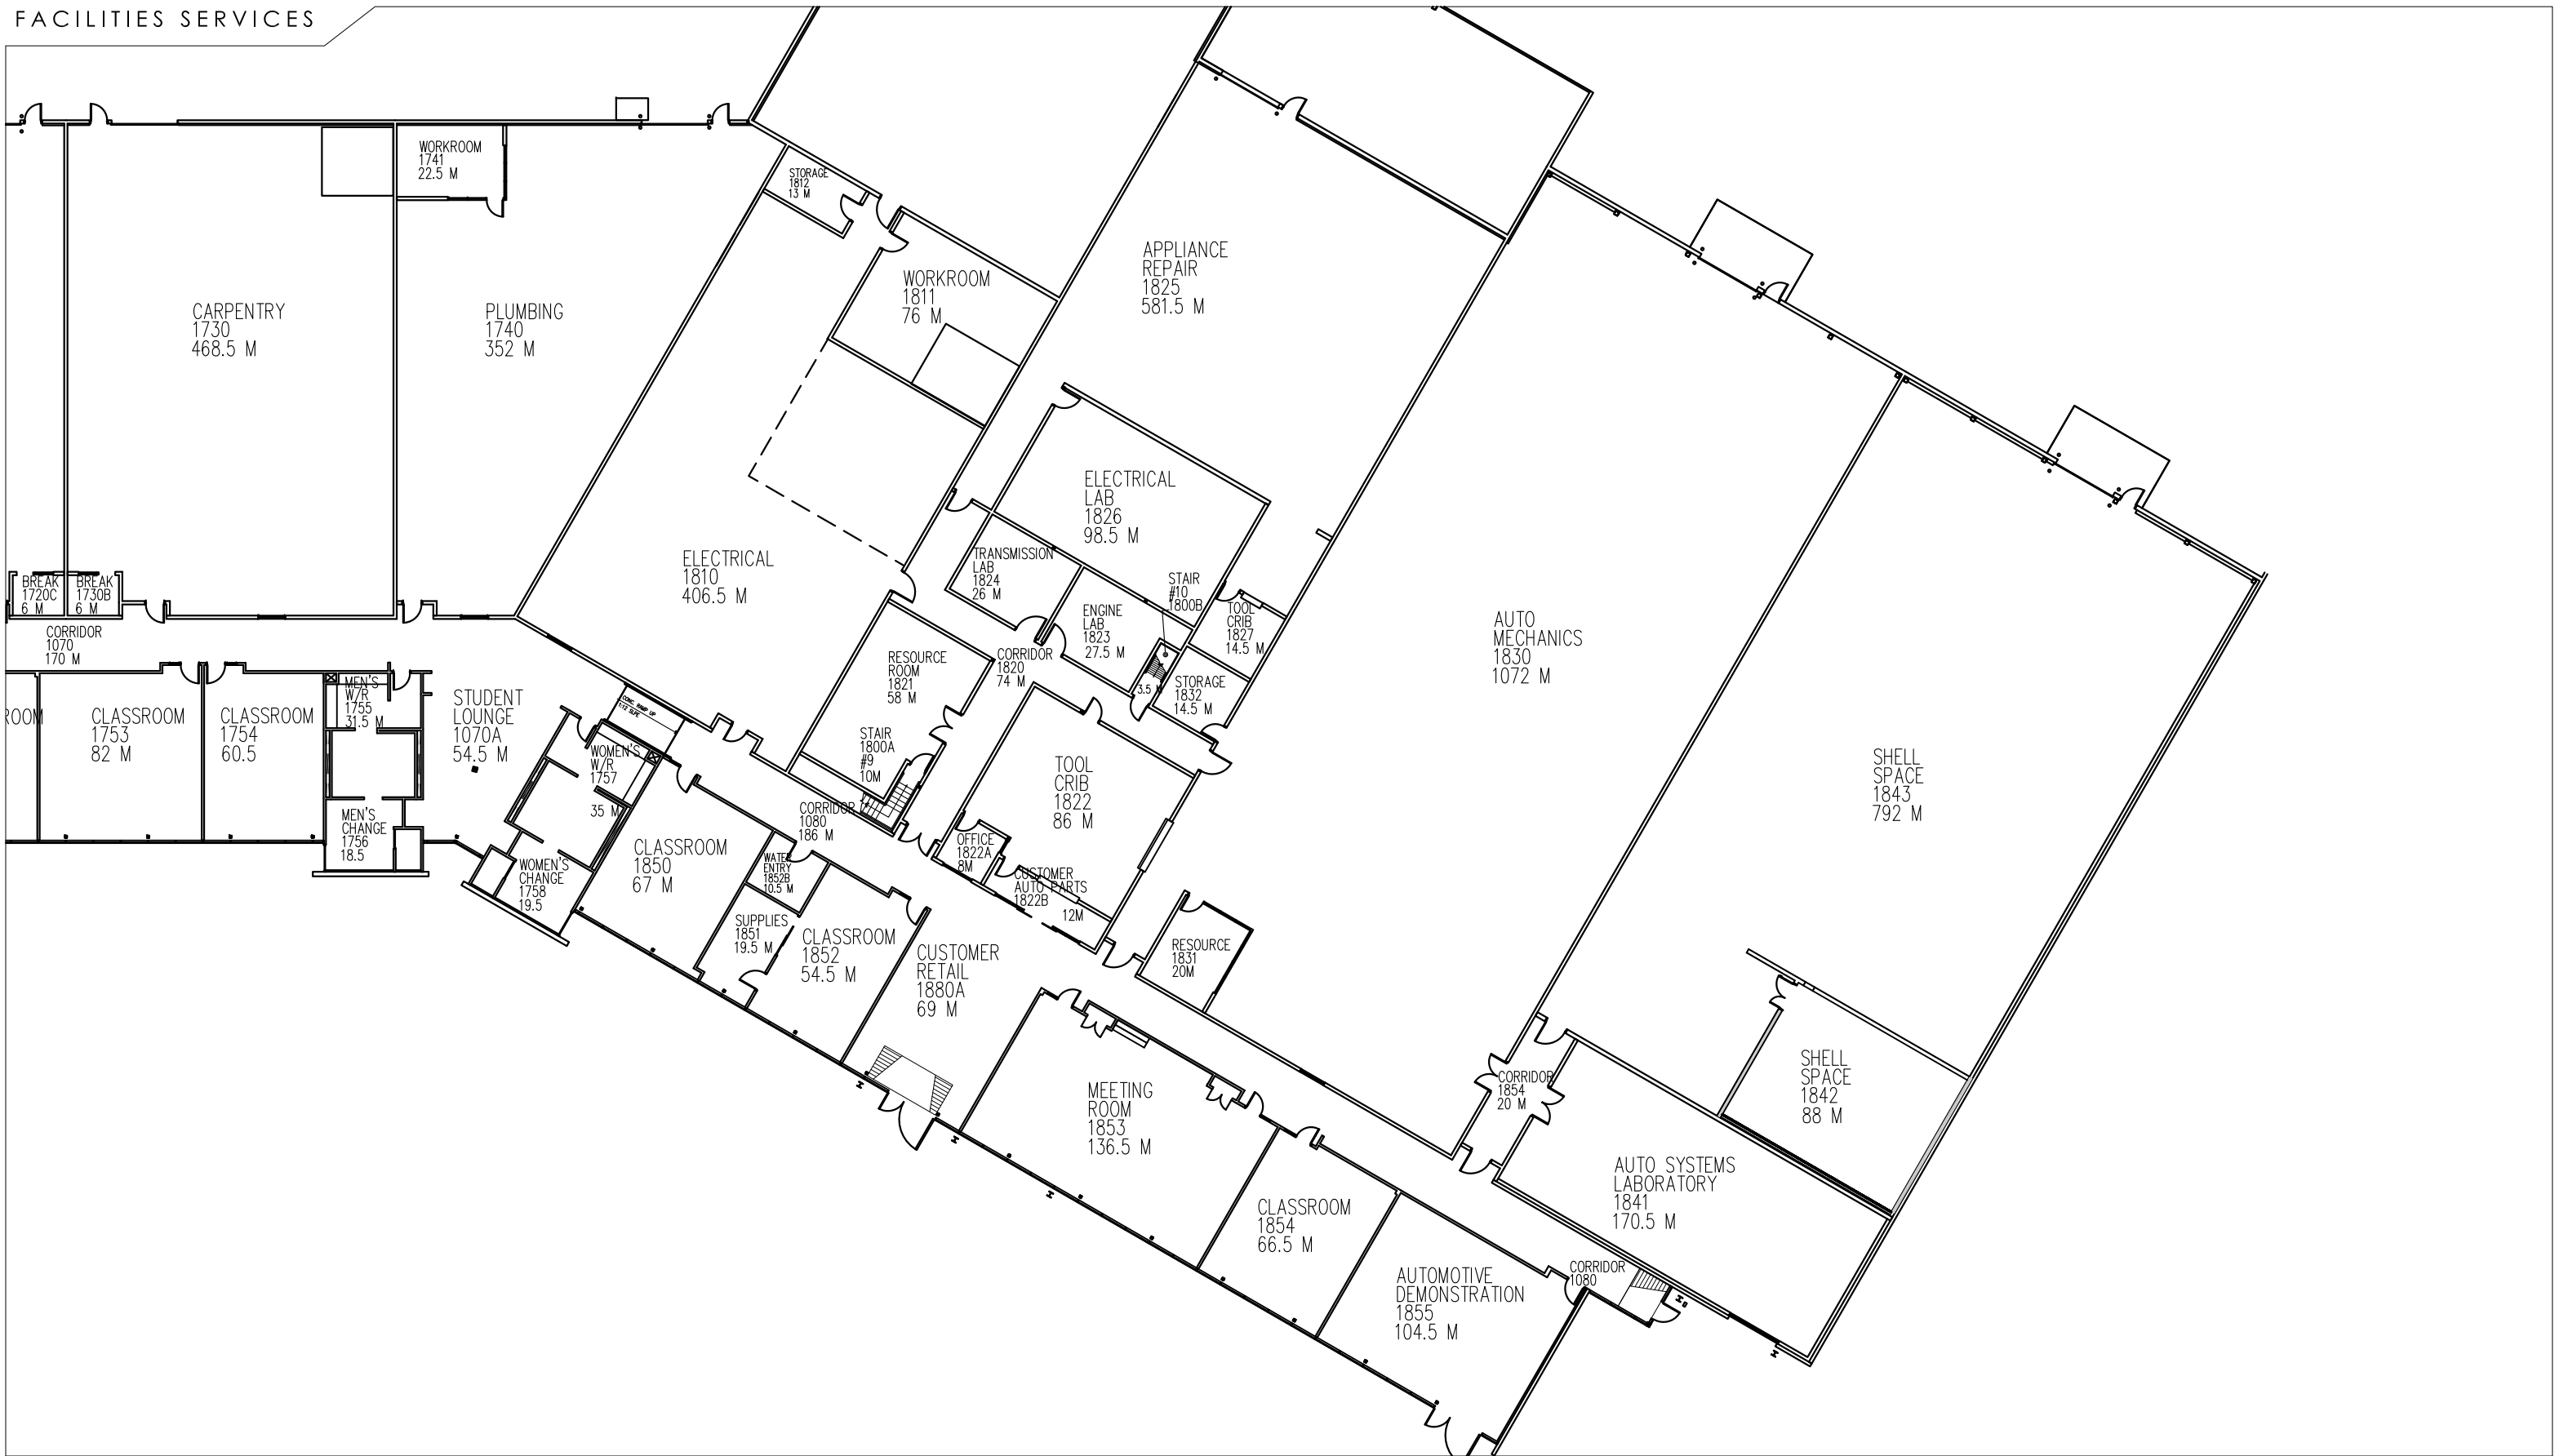 FACILITIES SERVICES
WORKROOM
1741
22.5 M
STORAGE
1812
13 M
CARPENTRY
1730
468.5 M
PLUMBING
1740
352 M
WORKROOM
1811
76 M
APPLIANCE
REPAIR
1825
581.5 M
ELECTRICAL
LAB
1826
98.5 M
ELECTRICAL
1810
406.5 M
TRANSMISSION
LAB
1824
26 M
ENGINE
LAB
1823
27.5 M
STAIR
#10
1800B
TOOL
CRIB
1827
14.5 M
3.5 M
STORAGE
1832
14.5 M
BREAK
1720C
6 M
BREAK
1730B
6 M
CORRIDOR
1070
170 M
ROOM
CLASSROOM
1753
82 M
CLASSROOM
1754
60.5
MEN'S
W/R
1755
31.5 M
MEN'S
CHANGE
1756
18.5
STUDENT
LOUNGE
1070A
54.5 M
CONC. RAMP UP
1:12 SLPE
WOMEN'S
W/R
1757
35 M
WOMEN'S
CHANGE
1758
19.5
RESOURCE
ROOM
1821
58 M
STAIR
1800A
#9
10M
CORRIDOR
1820
74 M
CORRIDOR
1080
186 M
TOOL
CRIB
1822
86 M
OFFICE
1822A
8M
CUSTOMER
AUTO PARTS
1822B
12M
CLASSROOM
1850
67 M
WATER
ENTRY
1852B
10.5 M
SUPPLIES
1851
19.5 M
CLASSROOM
1852
54.5 M
CUSTOMER
RETAIL
1880A
69 M
RESOURCE
1831
20M
AUTO
MECHANICS
1830
1072 M
SHELL
SPACE
1843
792 M
SHELL
SPACE
1842
88 M
CORRIDOR
1854
20 M
MEETING
ROOM
1853
136.5 M
AUTO SYSTEMS
LABORATORY
1841
170.5 M
CLASSROOM
1854
66.5 M
AUTOMOTIVE
DEMONSTRATION
1855
104.5 M
CORRIDOR
1080